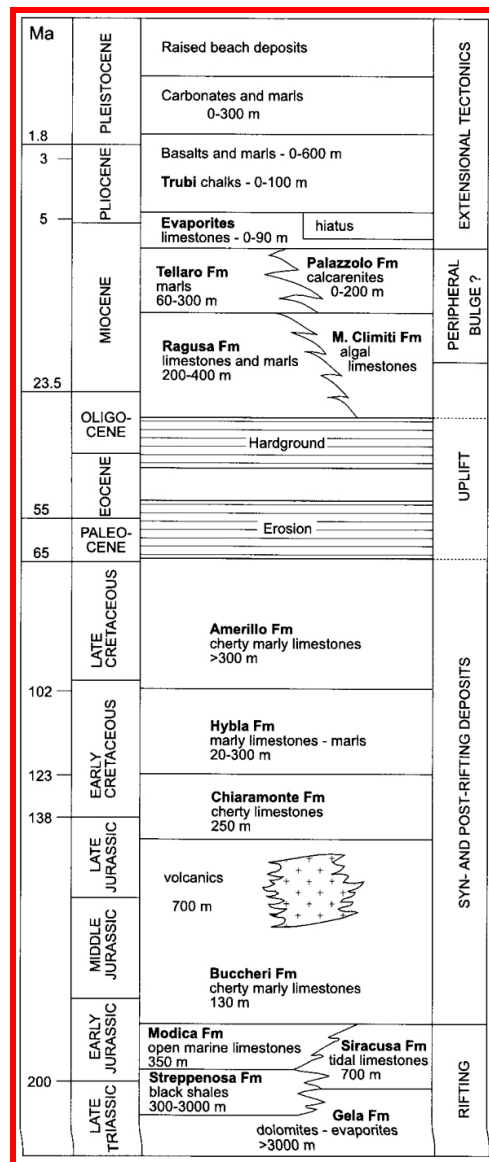 Ma
PLEISTOCENE
PLIOCENE
MIOCENE
OLIGO-
CENE
EOCENE
PALEO-
CENE
LATE
CRETACEOUS
EARLY
CRETACEOUS
LATE
JURASSIC
MIDDLE
JURASSIC
EARLY
JURASSIC
LATE
TRIASSIC
1.8
3
5
23.5
55
65
102
123
138
200
Raised beach deposits
Carbonates and marls
0-300 m
Basalts and marls - 0-600 m
Trubi chalks - 0-100 m
Evaporites
limestones - 0-90 m
hiatus
Tellaro Fm
marls
60-300 m
Palazzolo Fm
calcarenites
0-200 m
Ragusa Fm
limestones and marls
200-400 m
M. Climiti Fm
algal
limestones
Hardground
Erosion
Amerillo Fm
cherty marly limestones
>300 m
Hybla Fm
marly limestones - marls
20-300 m
Chiaramonte Fm
cherty limestones
250 m
volcanics
700 m
Buccheri Fm
cherty marly limestones
130 m
Modica Fm
open marine limestones
350 m
Siracusa Fm
tidal limestones
700 m
Streppenosa Fm
black shales
300-3000 m
Gela Fm
dolomites - evaporites
>3000 m
EXTENSIONAL TECTONICS
PERIPHERAL
BULGE ?
UPLIFT
SYN- AND POST-RIFTING DEPOSITS
RIFTING